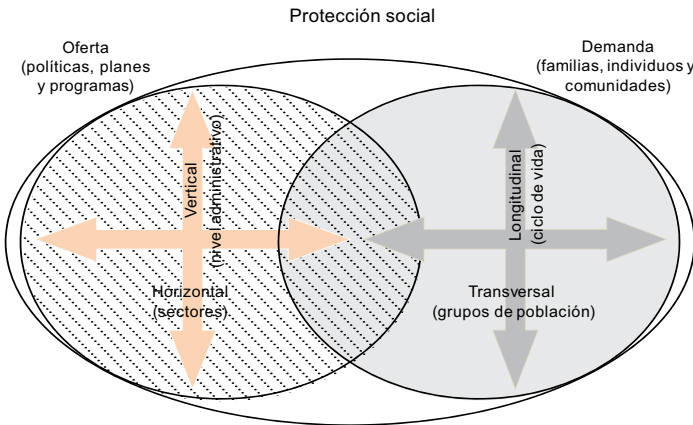 Protección social
Oferta
(políticas, planes
y programas)
Demanda
(familias, individuos y
comunidades)
Vertical
(nivel administrativo)
Horizontal
(sectores)
Longitudinal
(ciclo de vida)
Transversal
(grupos de población)